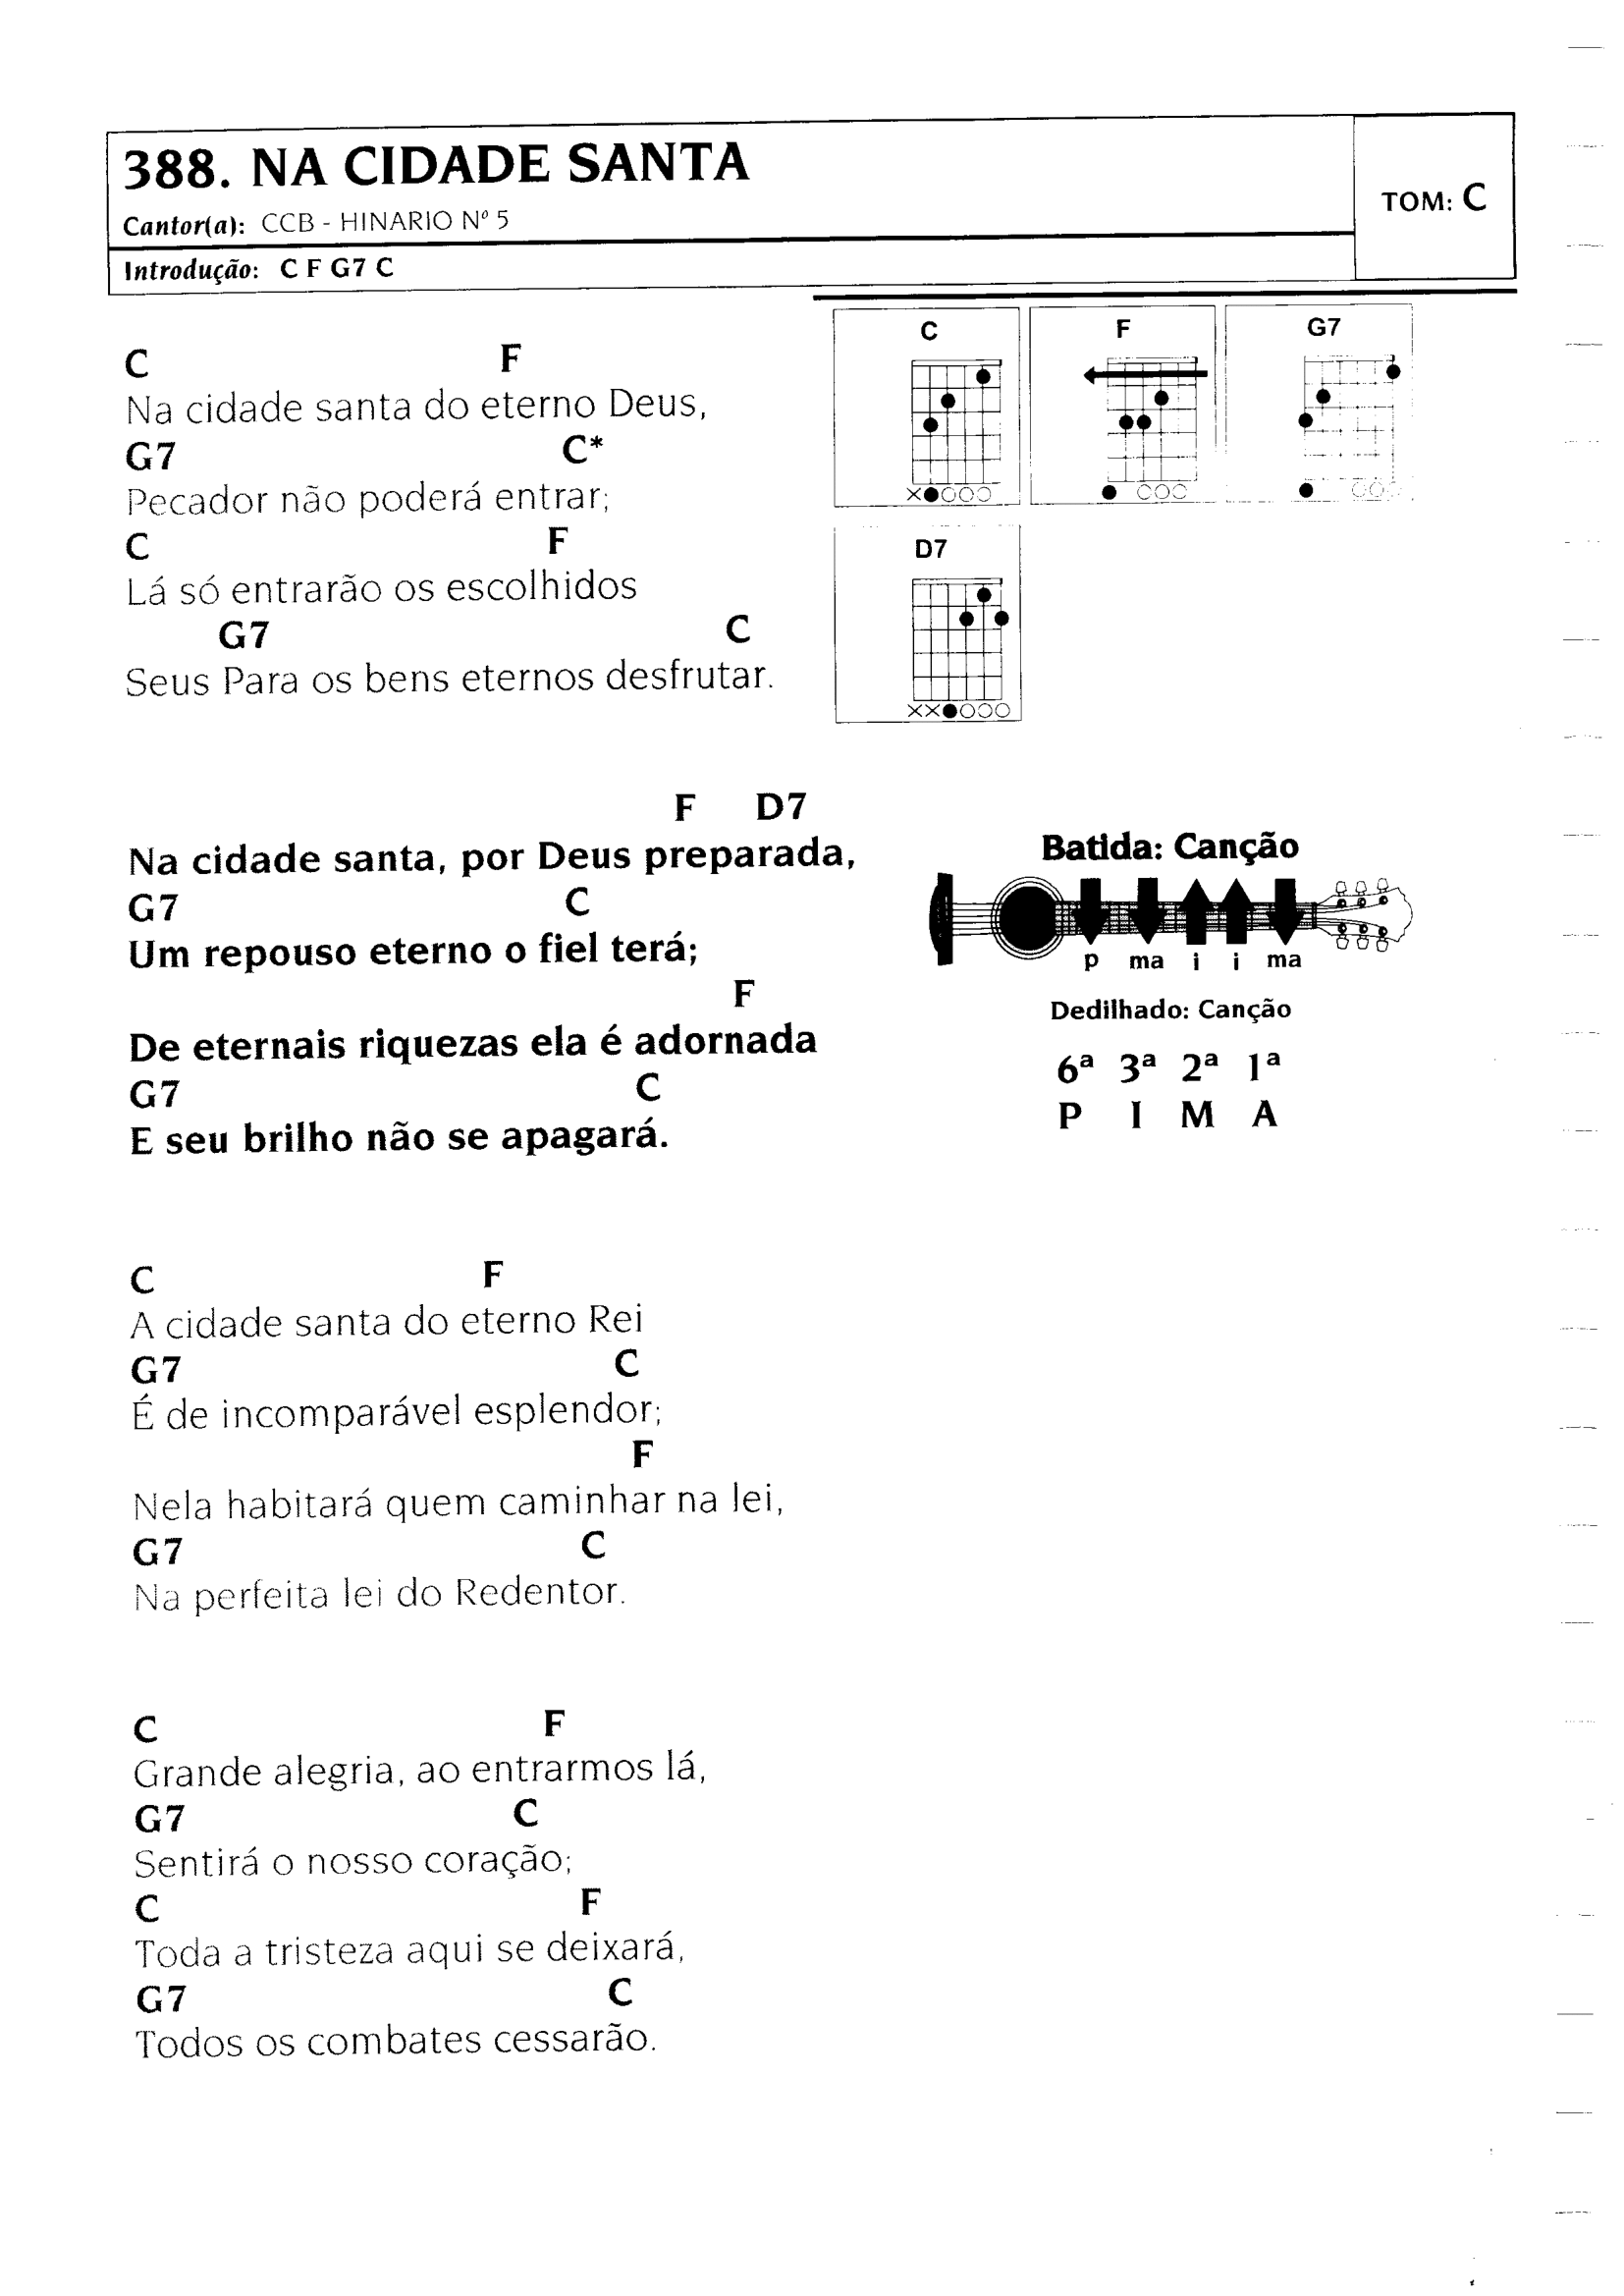 388. NA CIDADE SANTA
Cantor(a): CCB - HINARIO Nº 5
TOM: C
Introdução: C F G7 C
C F
Na cidade santa do eterno Deus,
G7 C*
Pecador não poderá entrar;
C F
Lá só entrarão os escolhidos
G7 C
Seus Para os bens eternos desfrutar.
C F G7
D7
F D7
Na cidade santa, por Deus preparada,
G7 C
Um repouso eterno o fiel terá;
F
De eternais riquezas ela é adornada
G7 C
E seu brilho não se apagará.
Batida: Canção
p ma i i ma
Dedilhado: Canção
6ª 3ª 2ª 1ª
P I M A
C F
A cidade santa do eterno Rei
G7 C
É de incomparável esplendor;
F
Nela habitará quem caminhar na lei,
G7 C
Na perfeita lei do Redentor.
C F
Grande alegria, ao entrarmos lá,
G7 C
Sentirá o nosso coração;
C F
Toda a tristeza aqui se deixará,
G7 C
Todos os combates cessarão.